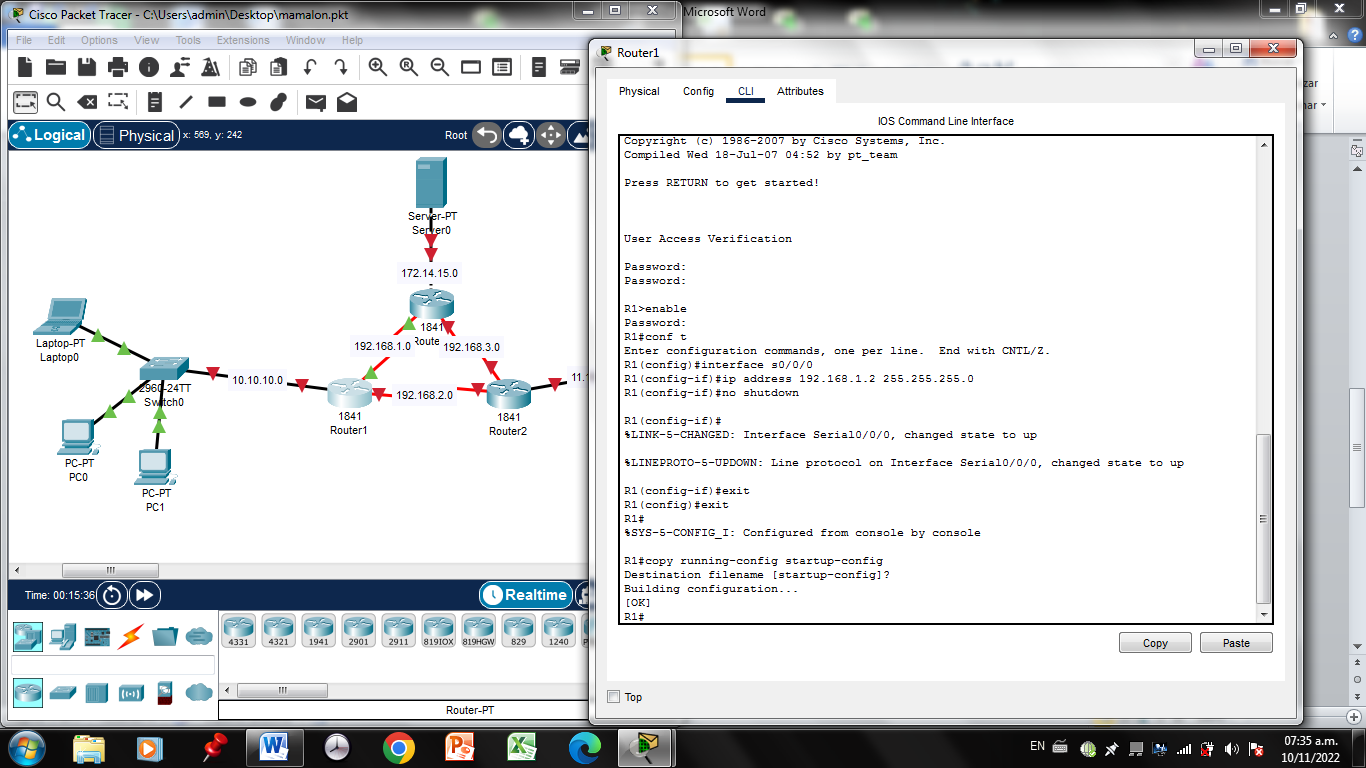 Cisco Packet Tracer - C:\Users\admin\Desktop\mamalon.pkt
Microsoft Word
File Edit Options View Tools Extensions Window Help
Logical
Physical
x: 569, y: 242
Root
Server-PT
Server0
172.14.15.0
1841
192.168.1.0
192.168.3.0
Laptop-PT
Laptop0
10.10.10.0
2960-24TT
Switch0
192.168.2.0
1841
Router1
1841
Router2
PC-PT
PC0
PC-PT
PC1
Time: 00:15:36
Realtime
4331
4321
1941
2901
2911
819IOX
819HGW
829
1240
Router-PT
Router1
Physical
Config
CLI
Attributes
IOS Command Line Interface
Copyright (c) 1986-2007 by Cisco Systems, Inc.
Compiled Wed 18-Jul-07 04:52 by pt_team
Press RETURN to get started!
User Access Verification
Password:
Password:
R1>enable
Password:
R1#conf t
Enter configuration commands, one per line.  End with CNTL/Z.
R1(config)#interface s0/0/0
R1(config-if)#ip address 192.168.1.2 255.255.255.0
R1(config-if)#no shutdown
R1(config-if)#
%LINK-5-CHANGED: Interface Serial0/0/0, changed state to up
%LINEPROTO-5-UPDOWN: Line protocol on Interface Serial0/0/0, changed state to up
R1(config-if)#exit
R1(config)#exit
R1#
%SYS-5-CONFIG_I: Configured from console by console
R1#copy running-config startup-config
Destination filename [startup-config]?
Building configuration...
[OK]
R1#
Copy
Paste
Top
EN
07:35 a.m.
10/11/2022